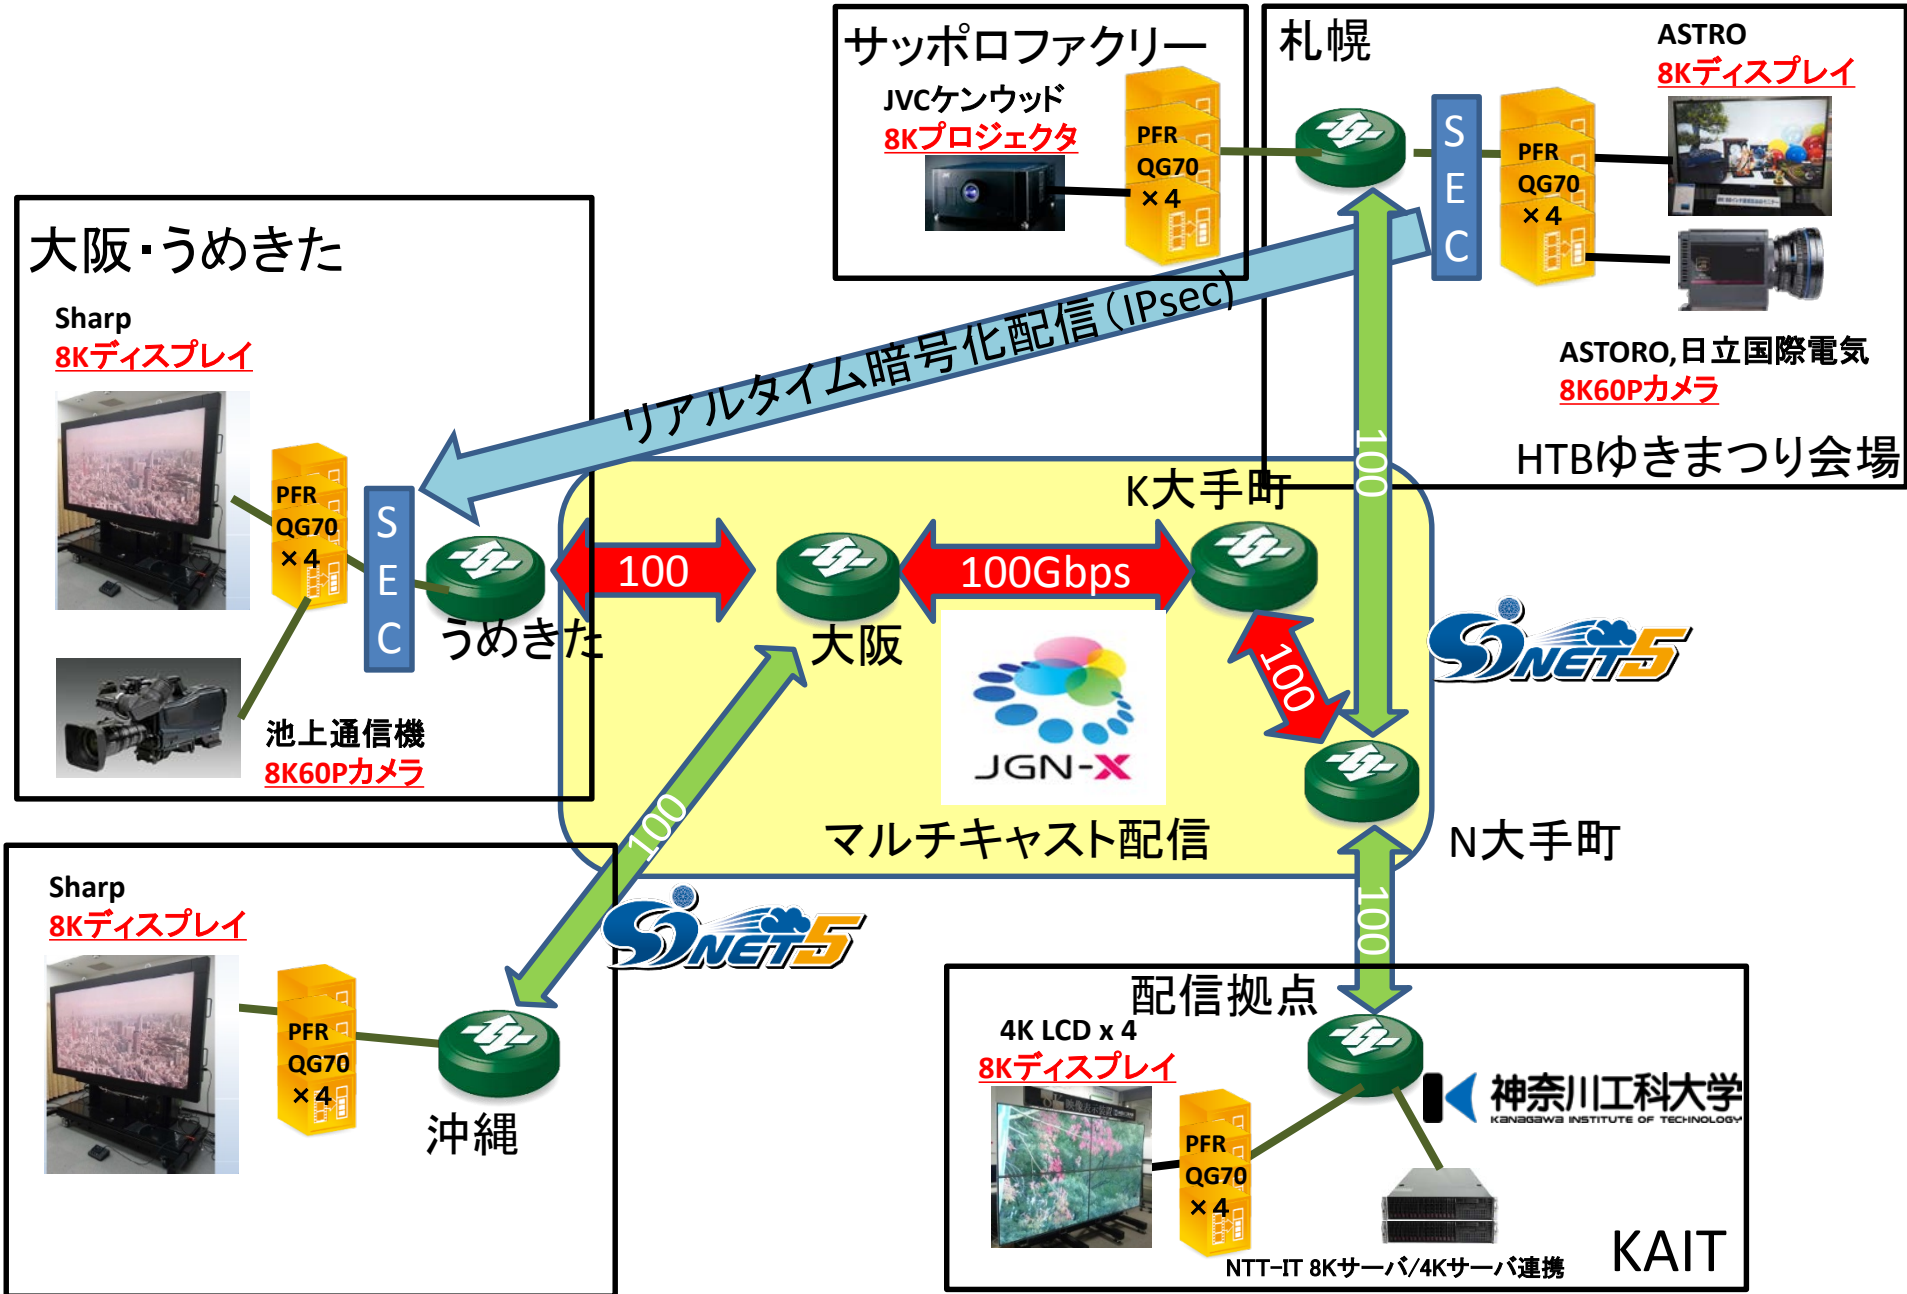 サッポロファクリー
JVCケンウッド
8Kプロジェクタ
PFR
QG70
×4
札幌
S
E
C
PFR
QG70
×4
ASTRO
8Kディスプレイ
ASTORO,日立国際電気
8K60Pカメラ
HTBゆきまつり会場
大阪・うめきた
Sharp
8Kディスプレイ
PFR
QG70
×4
S
E
C
うめきた
池上通信機
8K60Pカメラ
リアルタイム暗号化配信（IPsec）
100
大阪
100Gbps
K大手町
100
100
SINET5
JGN-X
マルチキャスト配信
N大手町
100
100
SINET5
Sharp
8Kディスプレイ
PFR
QG70
×4
沖縄
配信拠点
4K LCD x 4
8Kディスプレイ
PFR
QG70
×4
神奈川工科大学
KANAGAWA INSTITUTE OF TECHNOLOGY
NTT-IT 8Kサーバ/4Kサーバ連携
KAIT